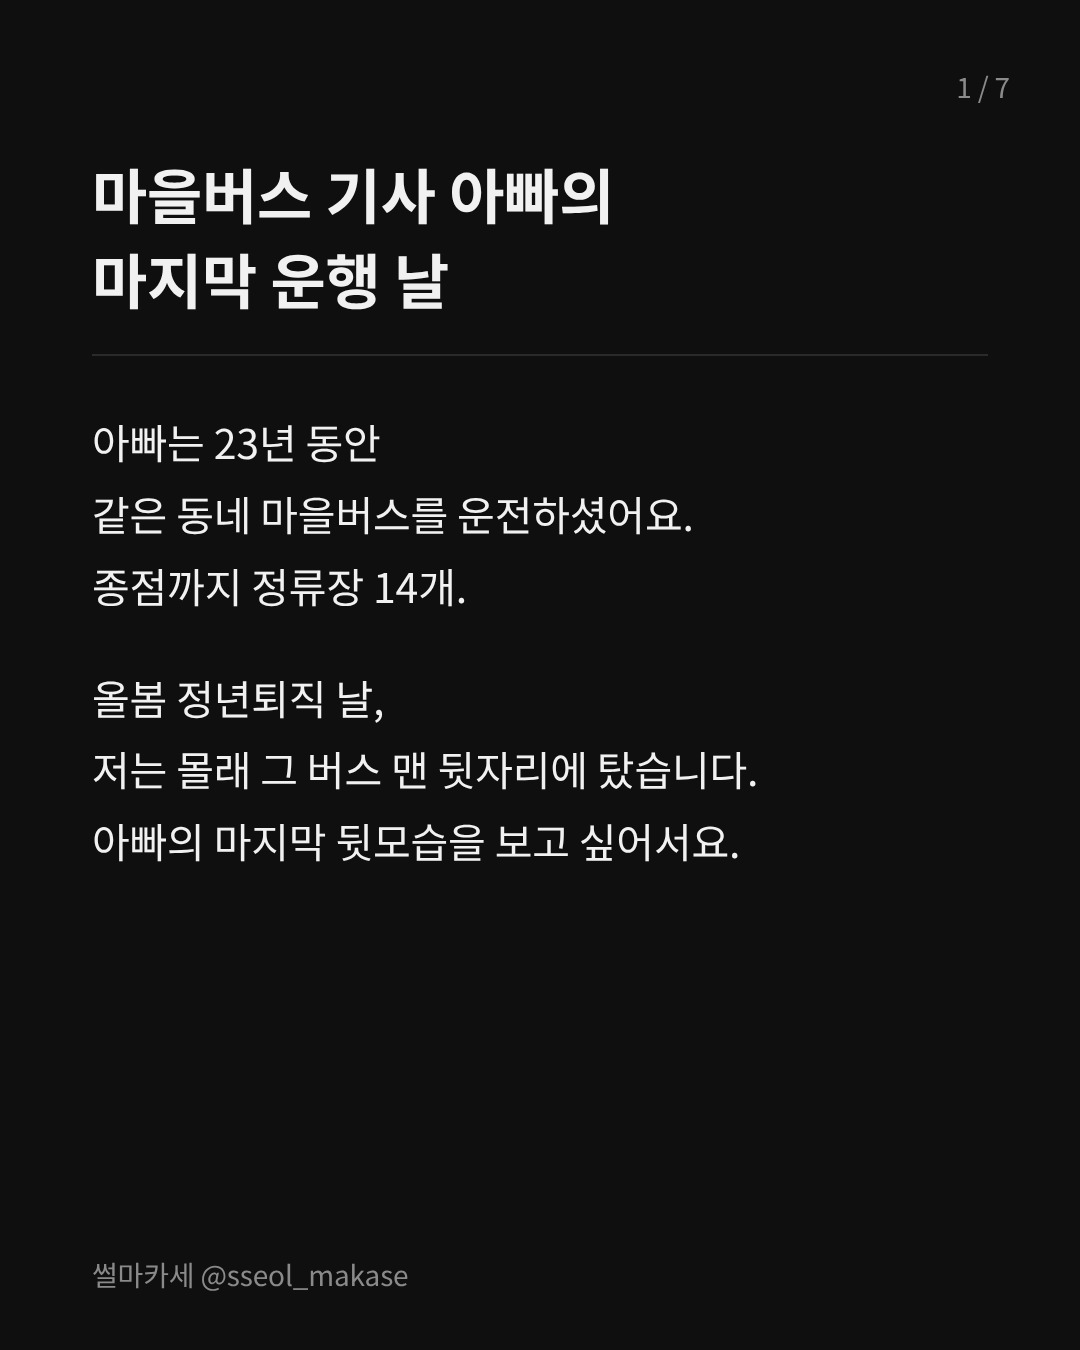 1 / 7
마을버스 기사 아빠의
마지막 운행 날
아빠는 23년 동안
같은 동네 마을버스를 운전하셨어요.
종점까지 정류장 14개.
올봄 정년퇴직 날,
저는 몰래 그 버스 맨 뒷자리에 탔습니다.
아빠의 마지막 뒷모습을 보고 싶어서요.
썰마카세 @sseol_makase